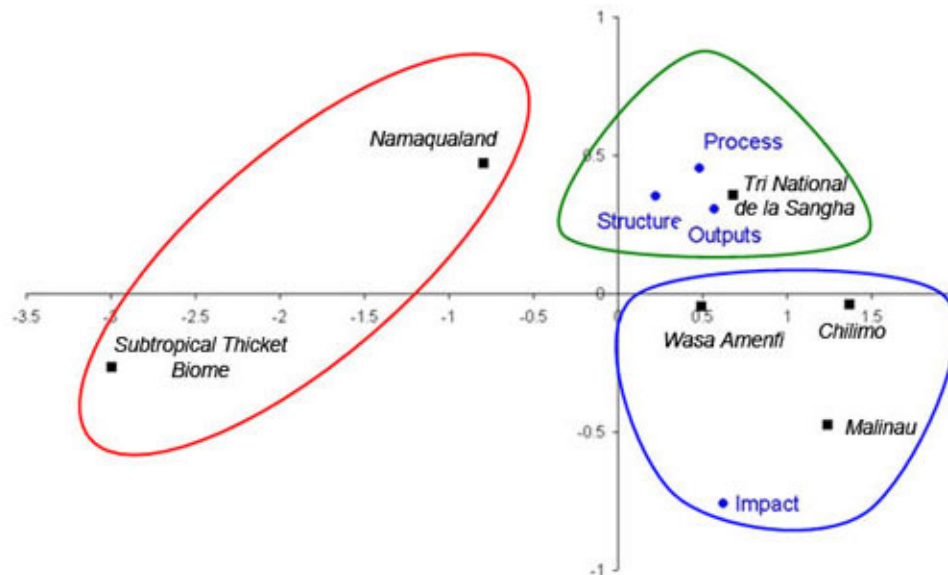 1
Namaqualand
Process
0.5
Tri National
de la Sangha
Structure
Outputs
-3.5
-3
-2.5
-2
-1.5
-1
-0.5
0
0.5
1
1.5
Subtropical Thicket
Biome
Wasa Amenfi
Chilimo
-0.5
Malinau
Impact
-1